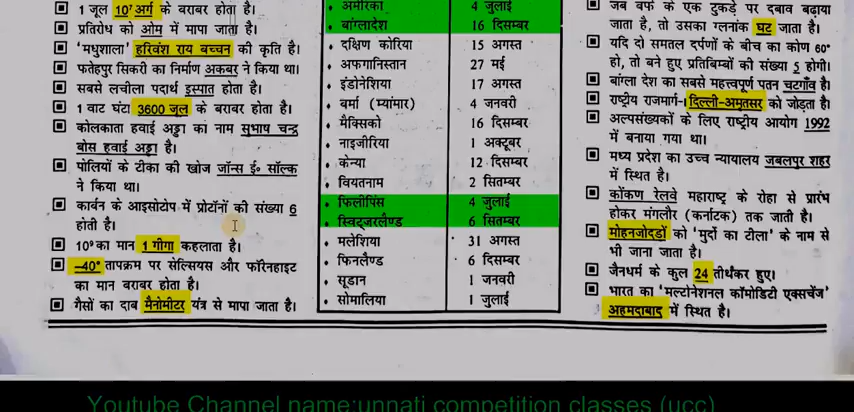 1 जूल 10⁷ अर्ग के बराबर होता है।
प्रतिरोध को ओम में मापा जाता है।
'मधुशाला' हरिवंश राय बच्चन की कृति है।
फतेहपुर सिकरी का निर्माण अकबर ने किया था।
सबसे लचीला पदार्थ इस्पात होता है।
1 वाट घंटा 3600 जूल के बराबर होता है।
कोलकाता हवाई अड्डा का नाम सुभाष चन्द्र
बोस हवाई अड्डा है।
पोलियों के टीका की खोज जॉन्स ई० सॉल्क
ने किया था।
कार्बन के आइसोटोप में प्रोटॉनों की संख्या 6
होती है।
10⁹ का मान 1 गीगा कहलाता है।
–40° तापक्रम पर सेल्सियस और फॉरेनहाइट
का मान बराबर होता है।
गैसों का दाब मैनोमीटर यंत्र से मापा जाता है।
अमेरिका 4 जुलाई
बांग्लादेश 16 दिसम्बर
दक्षिण कोरिया 15 अगस्त
अफगानिस्तान 27 मई
इंडोनेशिया 17 अगस्त
बर्मा (म्यांमार) 4 जनवरी
मैक्सिको 16 दिसम्बर
नाइजीरिया 1 अक्टूबर
केन्या 12 दिसम्बर
वियतनाम 2 सितम्बर
फिलीपिंस 4 जुलाई
स्विट्जरलैण्ड 6 सितम्बर
मलेशिया 31 अगस्त
फिनलैण्ड 6 दिसम्बर
सूडान 1 जनवरी
सोमालिया 1 जुलाई
जब बर्फ के एक टुकड़े पर दबाव बढ़ाया
जाता है, तो उसका गलनांक घट जाता है।
यदि दो समतल दर्पणों के बीच का कोण 60°
हो, तो बने हुए प्रतिबिम्बों की संख्या 5 होगी।
बांग्ला देश का सबसे महत्त्वपूर्ण पतन चटगाँव है।
राष्ट्रीय राजमार्ग-1 दिल्ली-अमृतसर को जोड़ता है।
अल्पसंख्यकों के लिए राष्ट्रीय आयोग 1992
में बनाया गया था।
मध्य प्रदेश का उच्च न्यायालय जबलपुर शहर
में स्थित है।
कोंकण रेलवे महाराष्ट्र के रोहा से प्रारंभ
होकर मंगलौर (कर्नाटक) तक जाती है।
मोहनजोदड़ों को 'मुर्दो का टीला' के नाम से
भी जाना जाता है।
जैनधर्म के कुल 24 तीर्थंकर हुए।
भारत का 'मल्टीनेशनल कॉमोडिटी एक्सचेंज'
अहमदाबाद में स्थित है।
Youtube Channel name:unnati competition classes (ucc)